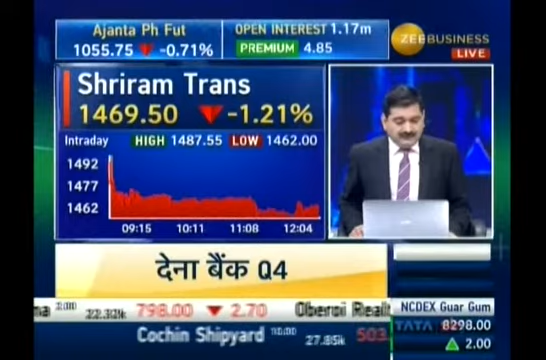 Ajanta Ph Fut
1055.75 ▼ -0.71%
OPEN INTEREST 1.17m
PREMIUM 4.85
ZEEBUSINESS
LIVE
Shriram Trans
1469.50 ▼ -1.21%
Intraday HIGH 1487.55 LOW 1462.00
1492
1477
1462
09:15 10:11 11:08 12:04
देना बैंक Q4
798.00 ▼ 2.70 Oberoi Realt
NCDEX Guar Gum
Cochin Shipyard 27.85k 503
TATA 8298.00
▲ 2.00